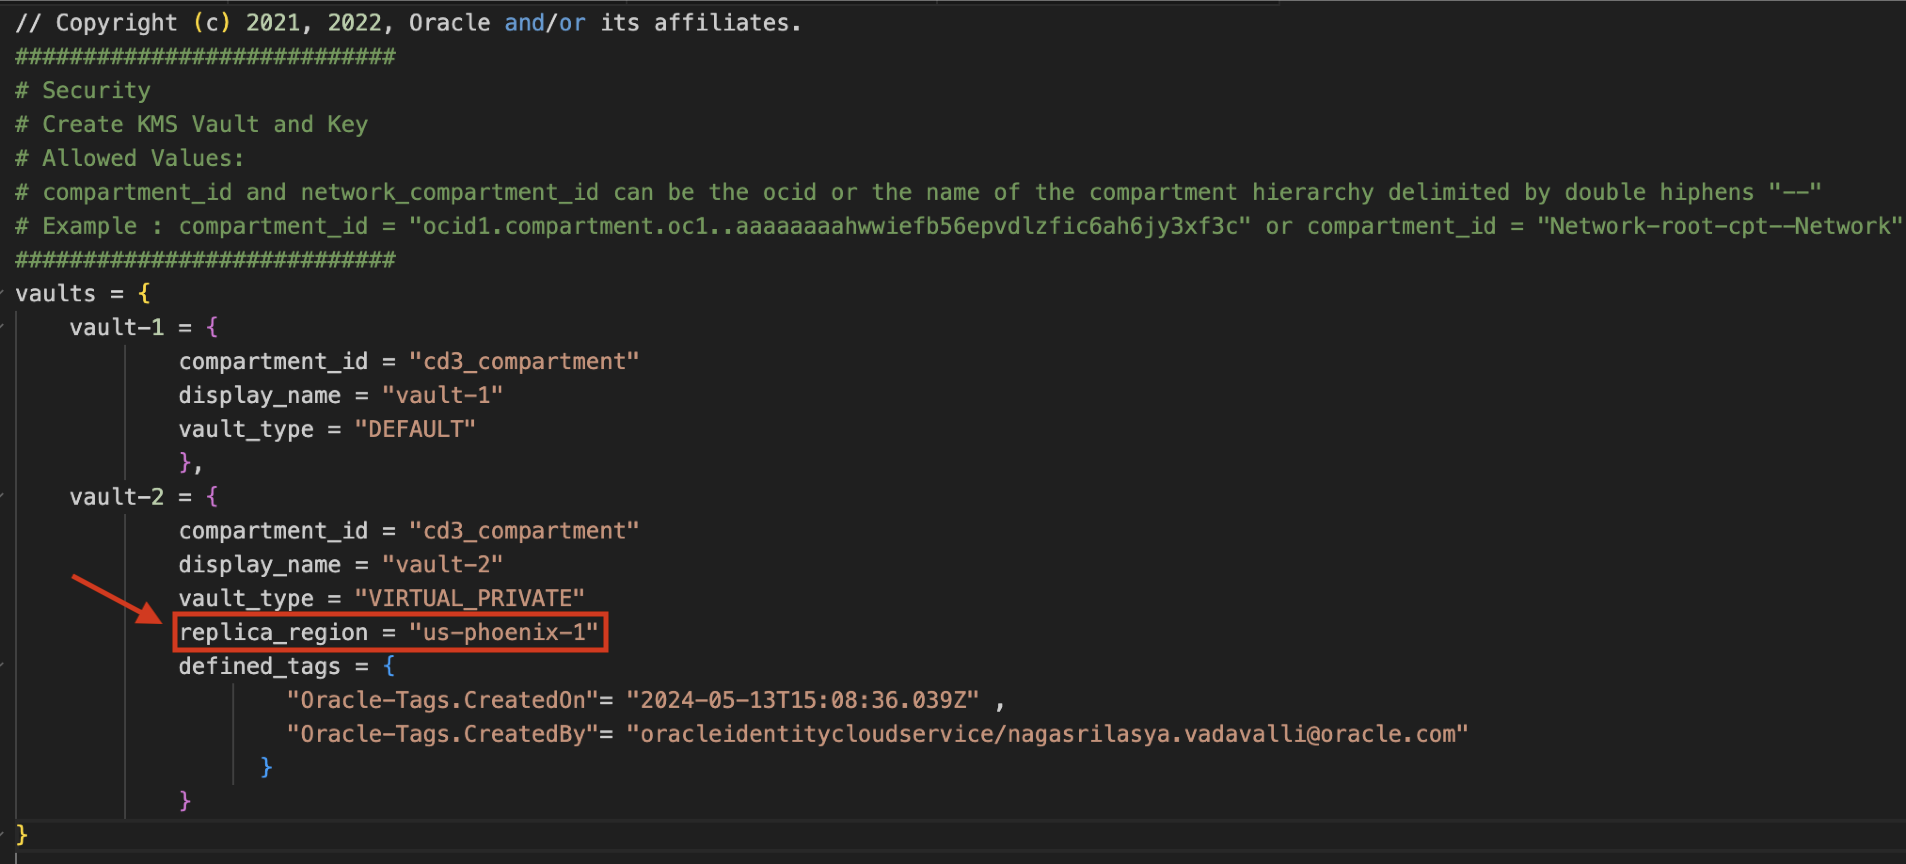 // Copyright (c) 2021, 2022, Oracle and/or its affiliates.
############################
# Security
# Create KMS Vault and Key
# Allowed Values:
# compartment_id and network_compartment_id can be the ocid or the name of the compartment hierarchy delimited by double hiphens "--"
# Example : compartment_id = "ocid1.compartment.oc1..aaaaaaaahwwiefb56epvdlzfic6ah6jy3xf3c" or compartment_id = "Network-root-cpt--Network"
############################
vaults = {
    vault-1 = {
            compartment_id = "cd3_compartment"
            display_name = "vault-1"
            vault_type = "DEFAULT"
            },
    vault-2 = {
            compartment_id = "cd3_compartment"
            display_name = "vault-2"
            vault_type = "VIRTUAL_PRIVATE"
            replica_region = "us-phoenix-1"
            defined_tags = {
                    "Oracle-Tags.CreatedOn"= "2024-05-13T15:08:36.039Z" ,
                    "Oracle-Tags.CreatedBy"= "oracleidentitycloudservice/nagasrilasya.vadavalli@oracle.com"
                  }
            }
}